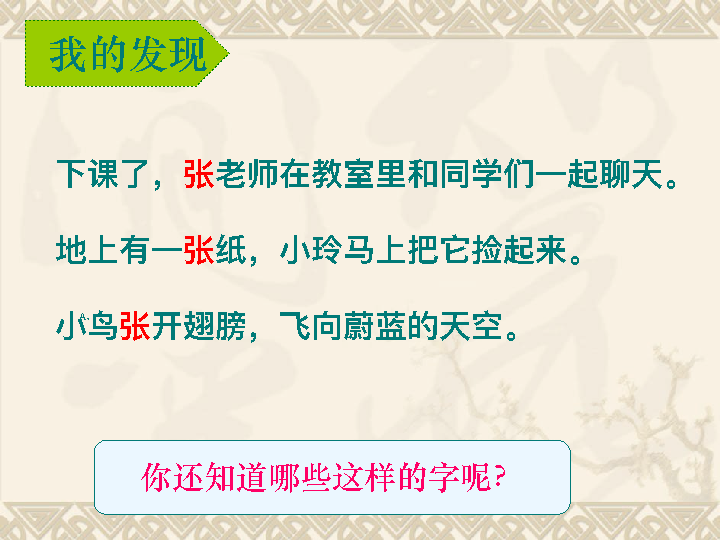 我的发现
下课了，张老师在教室里和同学们一起聊天。
地上有一张纸，小玲马上把它捡起来。
小鸟张开翅膀，飞向蔚蓝的天空。
你还知道哪些这样的字呢？